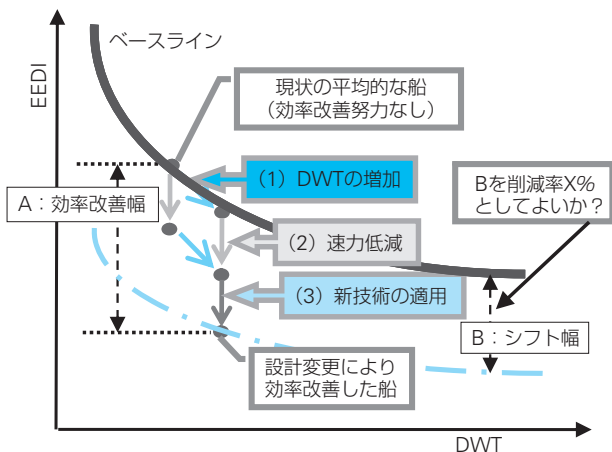 EEDI
ベースライン
現状の平均的な船
（効率改善努力なし）
（1）DWTの増加
Bを削減率X%
としてよいか？
A：効率改善幅
（2）速力低減
（3）新技術の適用
B：シフト幅
設計変更により
効率改善した船
DWT